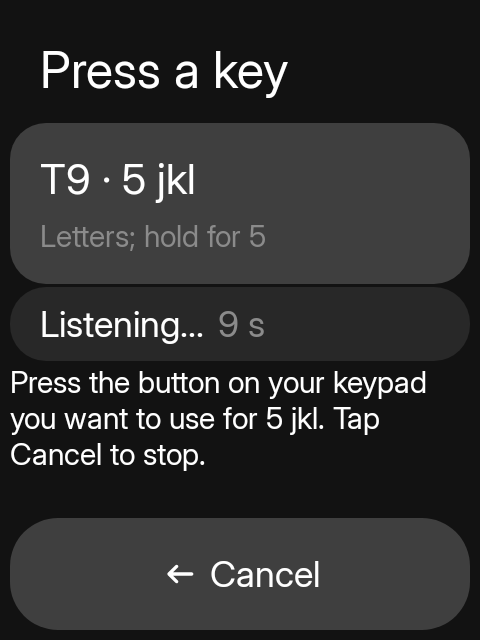 Press a key
T9 · 5 jkl
Letters; hold for 5
Listening... 9 s
Press the button on your keypad
you want to use for 5 jkl. Tap
Cancel to stop.
← Cancel